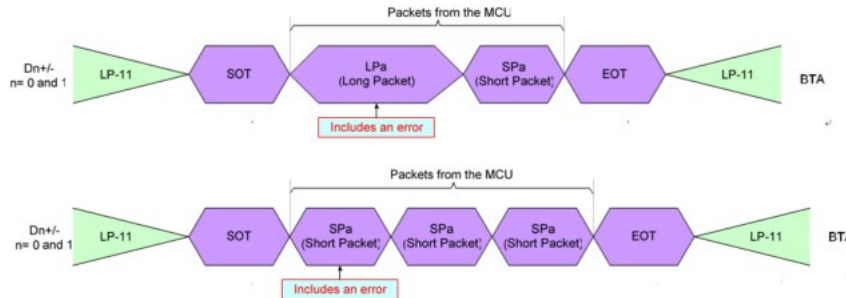 Packets from the MCU
Dn+/-
n= 0 and 1
LP-11
SOT
LPa
(Long Packet)
SPa
(Short Packet)
EOT
LP-11
BTA
Includes an error
Packets from the MCU
Dn+/-
n= 0 and 1
LP-11
SOT
SPa
(Short Packet)
SPa
(Short Packet)
SPa
(Short Packet)
EOT
LP-11
BT
Includes an error